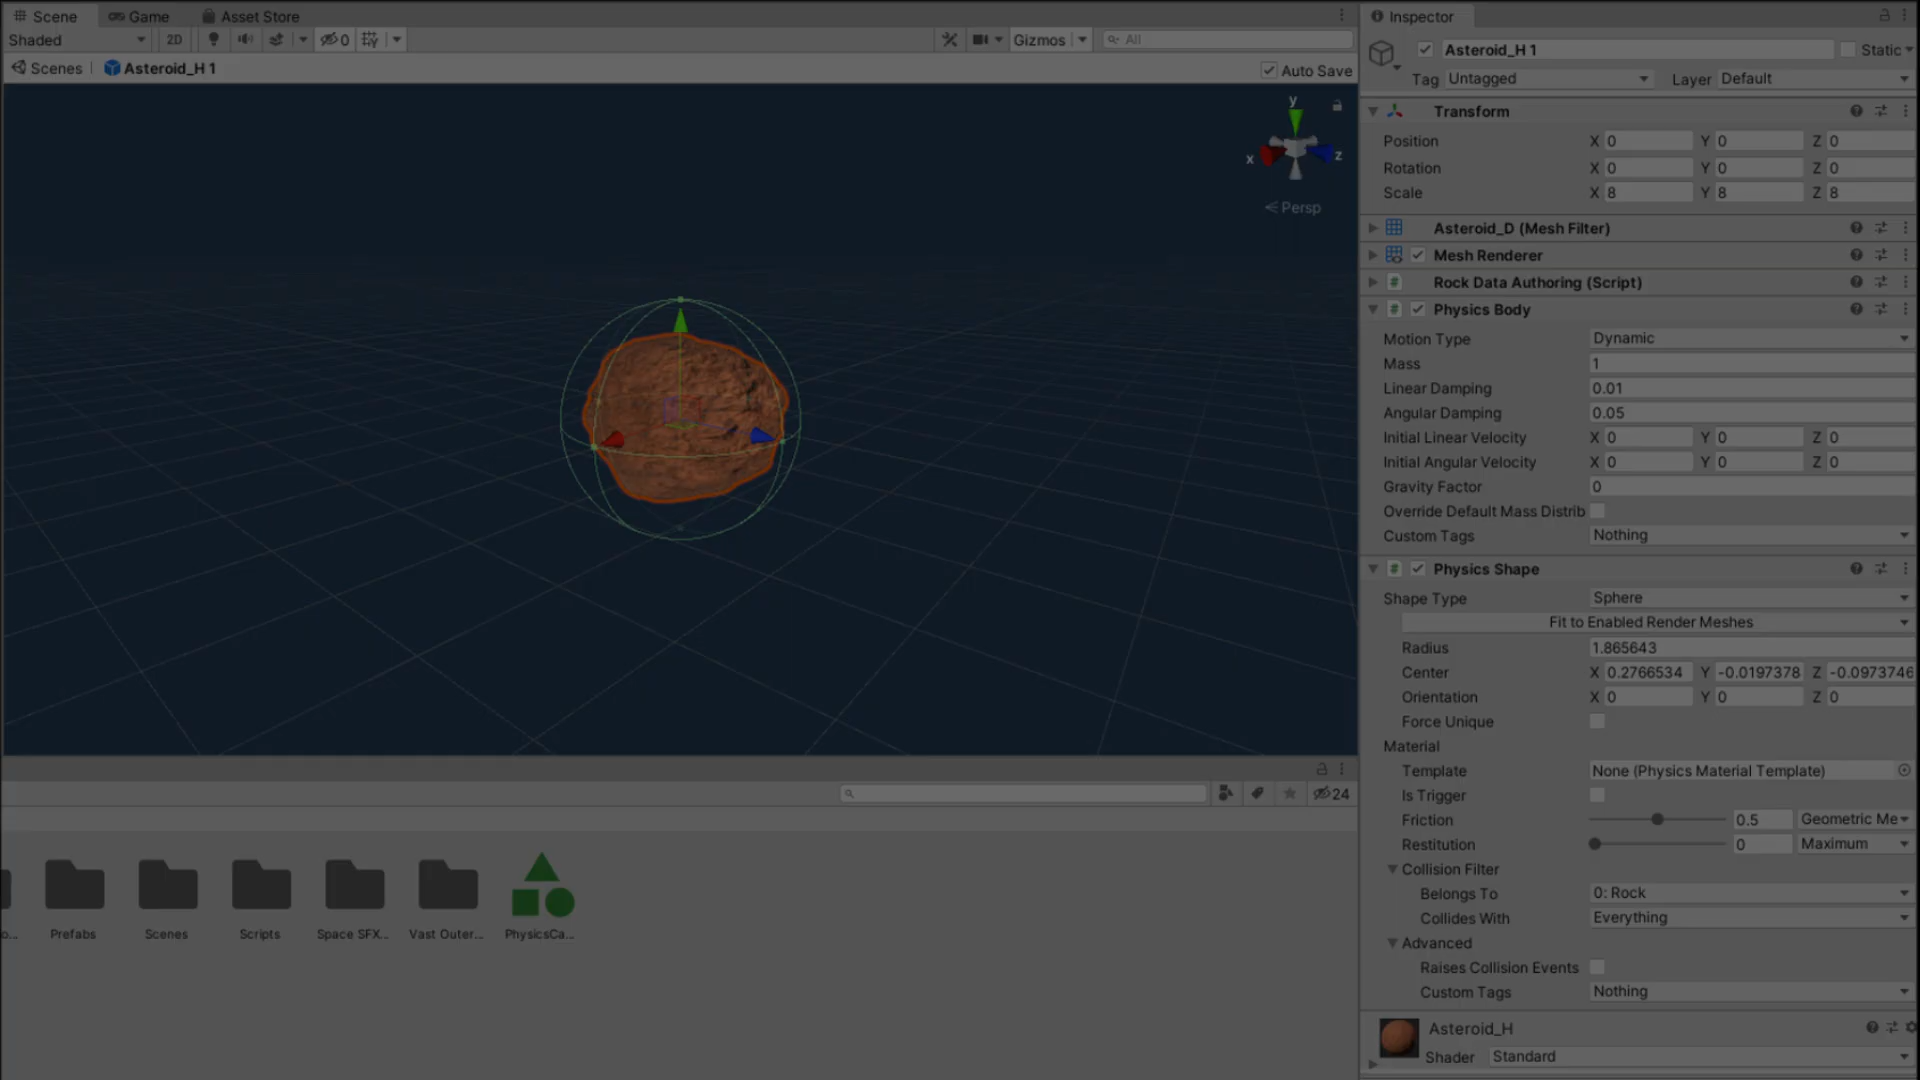 Scene Game Asset Store
Shaded 2D 0 Gizmos All
Scenes Asteroid_H 1 Auto Save
y
x z
Persp
24
o...
Prefabs
Scenes
Scripts
Space SFX...
Vast Outer...
PhysicsCa...
Inspector
Asteroid_H 1 Static
Tag Untagged Layer Default
Transform
Position X 0 Y 0 Z 0
Rotation X 0 Y 0 Z 0
Scale X 8 Y 8 Z 8
Asteroid_D (Mesh Filter)
Mesh Renderer
# Rock Data Authoring (Script)
# Physics Body
Motion Type Dynamic
Mass 1
Linear Damping 0.01
Angular Damping 0.05
Initial Linear Velocity X 0 Y 0 Z 0
Initial Angular Velocity X 0 Y 0 Z 0
Gravity Factor 0
Override Default Mass Distrib
Custom Tags Nothing
# Physics Shape
Shape Type Sphere
Fit to Enabled Render Meshes
Radius 1.865643
Center X 0.2766534 Y -0.0197378 Z -0.0973746
Orientation X 0 Y 0 Z 0
Force Unique
Material
Template None (Physics Material Template)
Is Trigger
Friction 0.5 Geometric Me
Restitution 0 Maximum
Collision Filter
Belongs To 0: Rock
Collides With Everything
Advanced
Raises Collision Events
Custom Tags Nothing
Asteroid_H
Shader Standard